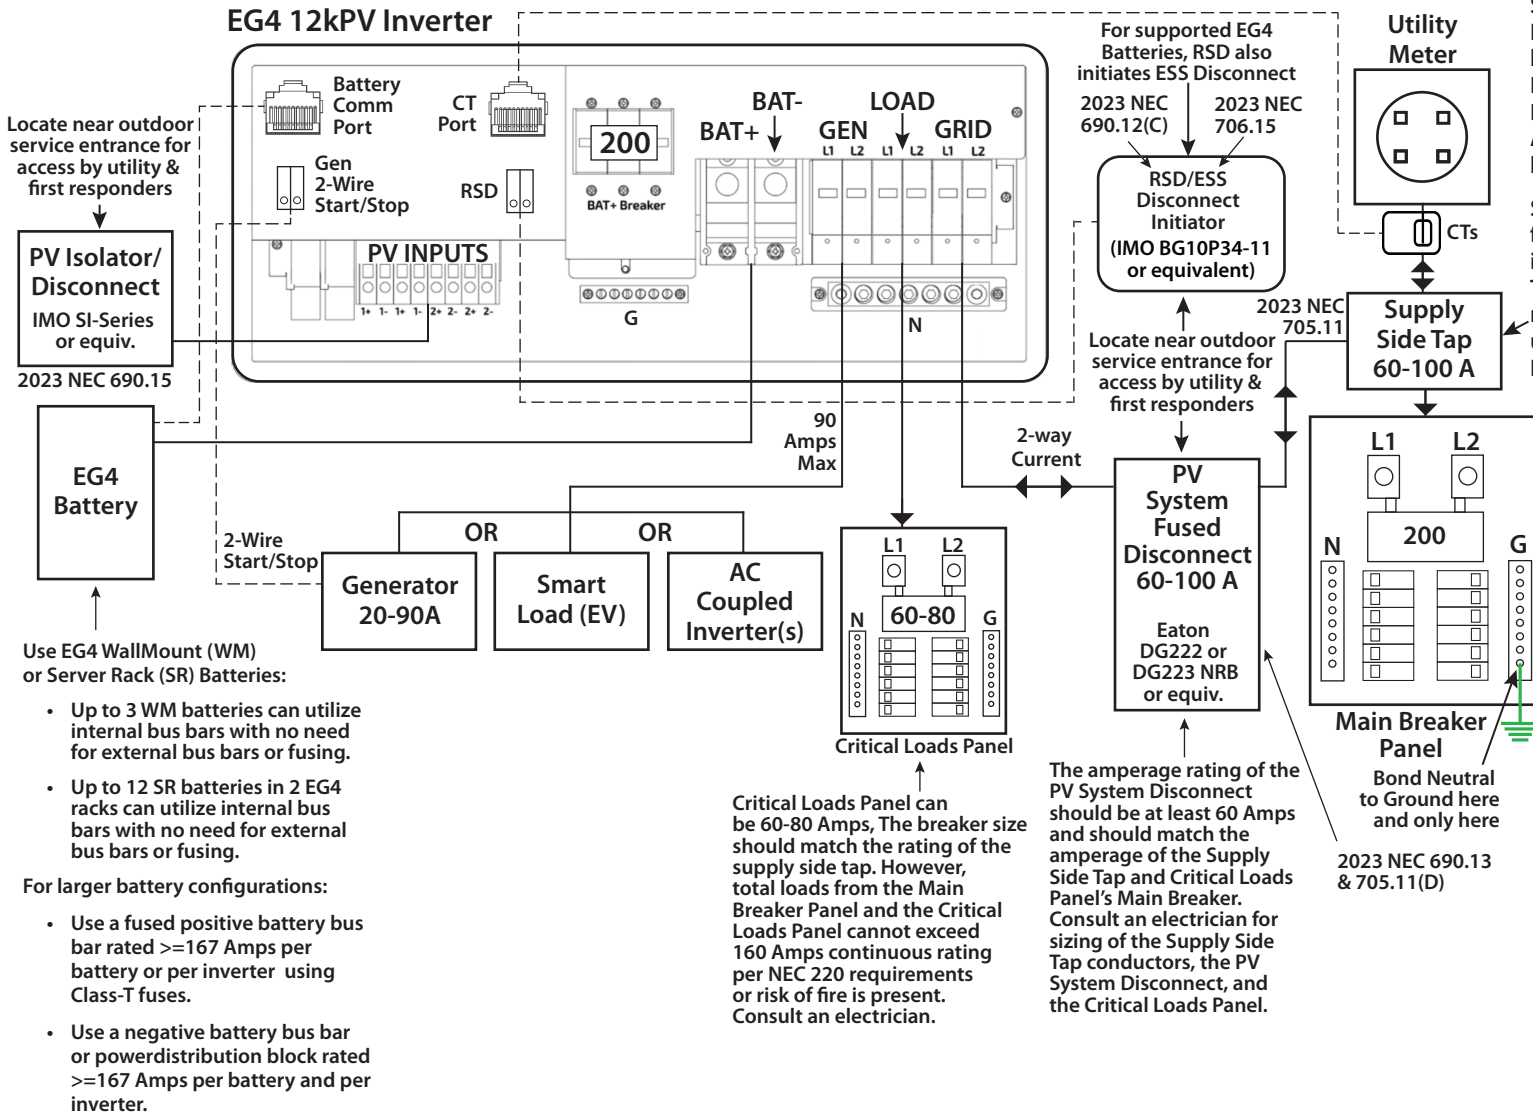 EG4 12kPV Inverter
Battery
Comm
Port
CT
Port
Gen
2-Wire
Start/Stop
RSD
200
BAT+ Breaker
BAT-
BAT+
LOAD
GEN
GRID
L1 L2 L1 L2 L1 L2
PV INPUTS
1+ 1- 1+ 1- 2+ 2- 2+ 2-
G
N
Locate near outdoor
service entrance for
access by utility &
first responders
PV Isolator/
Disconnect
IMO SI-Series
or equiv.
2023 NEC 690.15
For supported EG4
Batteries, RSD also
initiates ESS Disconnect
2023 NEC
690.12(C)
2023 NEC
706.15
RSD/ESS
Disconnect
Initiator
(IMO BG10P34-11
or equivalent)
Locate near outdoor
service entrance for
access by utility &
first responders
Utility
Meter
CTs
2023 NEC
705.11
Supply
Side Tap
60-100 A
EG4
Battery
2-Wire
Start/Stop
90
Amps
Max
2-way
Current
OR
OR
Generator
20-90A
Smart
Load (EV)
AC
Coupled
Inverter(s)
L1 L2
60-80
N
G
Critical Loads Panel
PV
System
Fused
Disconnect
60-100 A
Eaton
DG222 or
DG223 NRB
or equiv.
L1 L2
200
N
G
Main Breaker
Panel
Bond Neutral
to Ground here
and only here
2023 NEC 690.13
& 705.11(D)
Use EG4 WallMount (WM)
or Server Rack (SR) Batteries:
• Up to 3 WM batteries can utilize
internal bus bars with no need
for external bus bars or fusing.
• Up to 12 SR batteries in 2 EG4
racks can utilize internal bus
bars with no need for external
bus bars or fusing.
For larger battery configurations:
• Use a fused positive battery bus
bar rated >=167 Amps per
battery or per inverter using
Class-T fuses.
• Use a negative battery bus bar
or powerdistribution block rated
>=167 Amps per battery and per
inverter.
Critical Loads Panel can
be 60-80 Amps, The breaker size
should match the rating of the
supply side tap. However,
total loads from the Main
Breaker Panel and the Critical
Loads Panel cannot exceed
160 Amps continuous rating
per NEC 220 requirements
or risk of fire is present.
Consult an electrician.
The amperage rating of the
PV System Disconnect
should be at least 60 Amps
and should match the
amperage of the Supply
Side Tap and Critical Loads
Panel's Main Breaker.
Consult an electrician for
sizing of the Supply Side
Tap conductors, the PV
System Disconnect, and
the Critical Loads Panel.